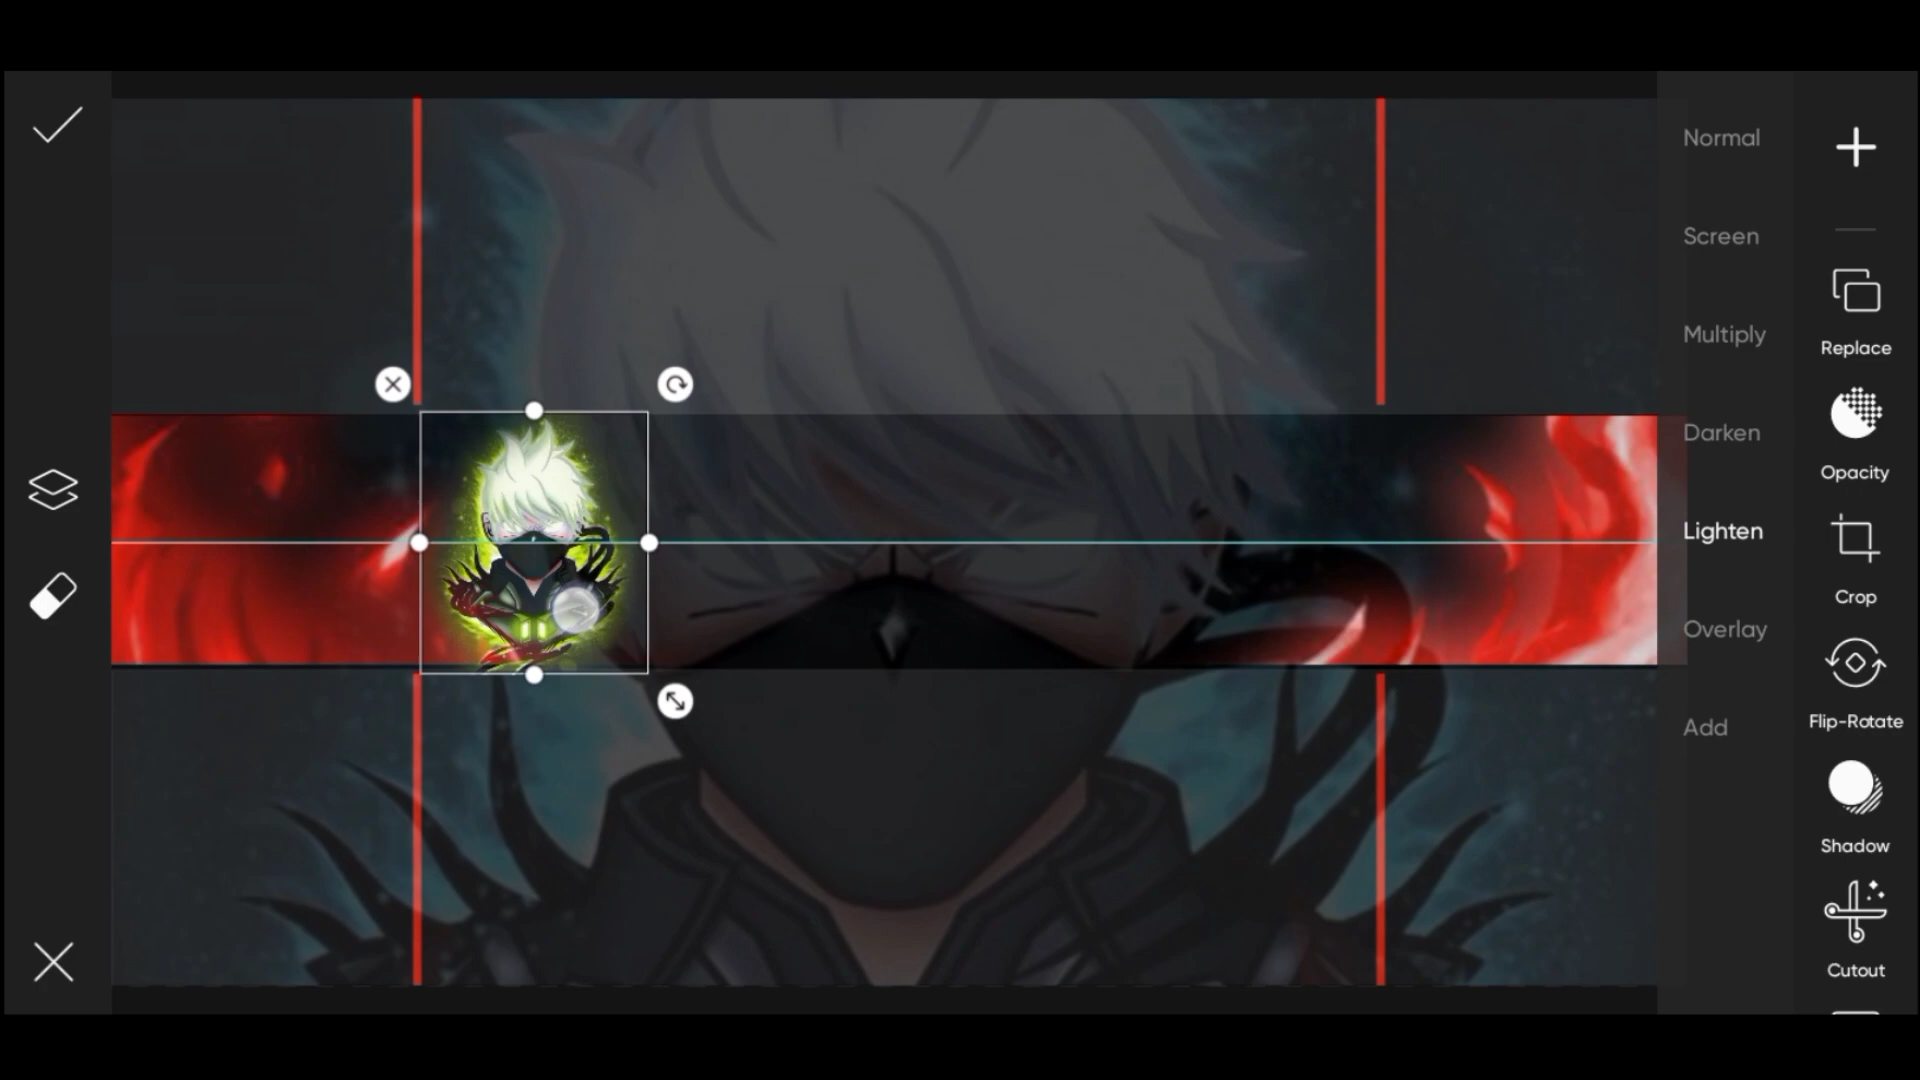 Normal
Screen
Multiply
Darken
Lighten
Overlay
Add
Replace
Opacity
Crop
Flip-Rotate
Shadow
Cutout